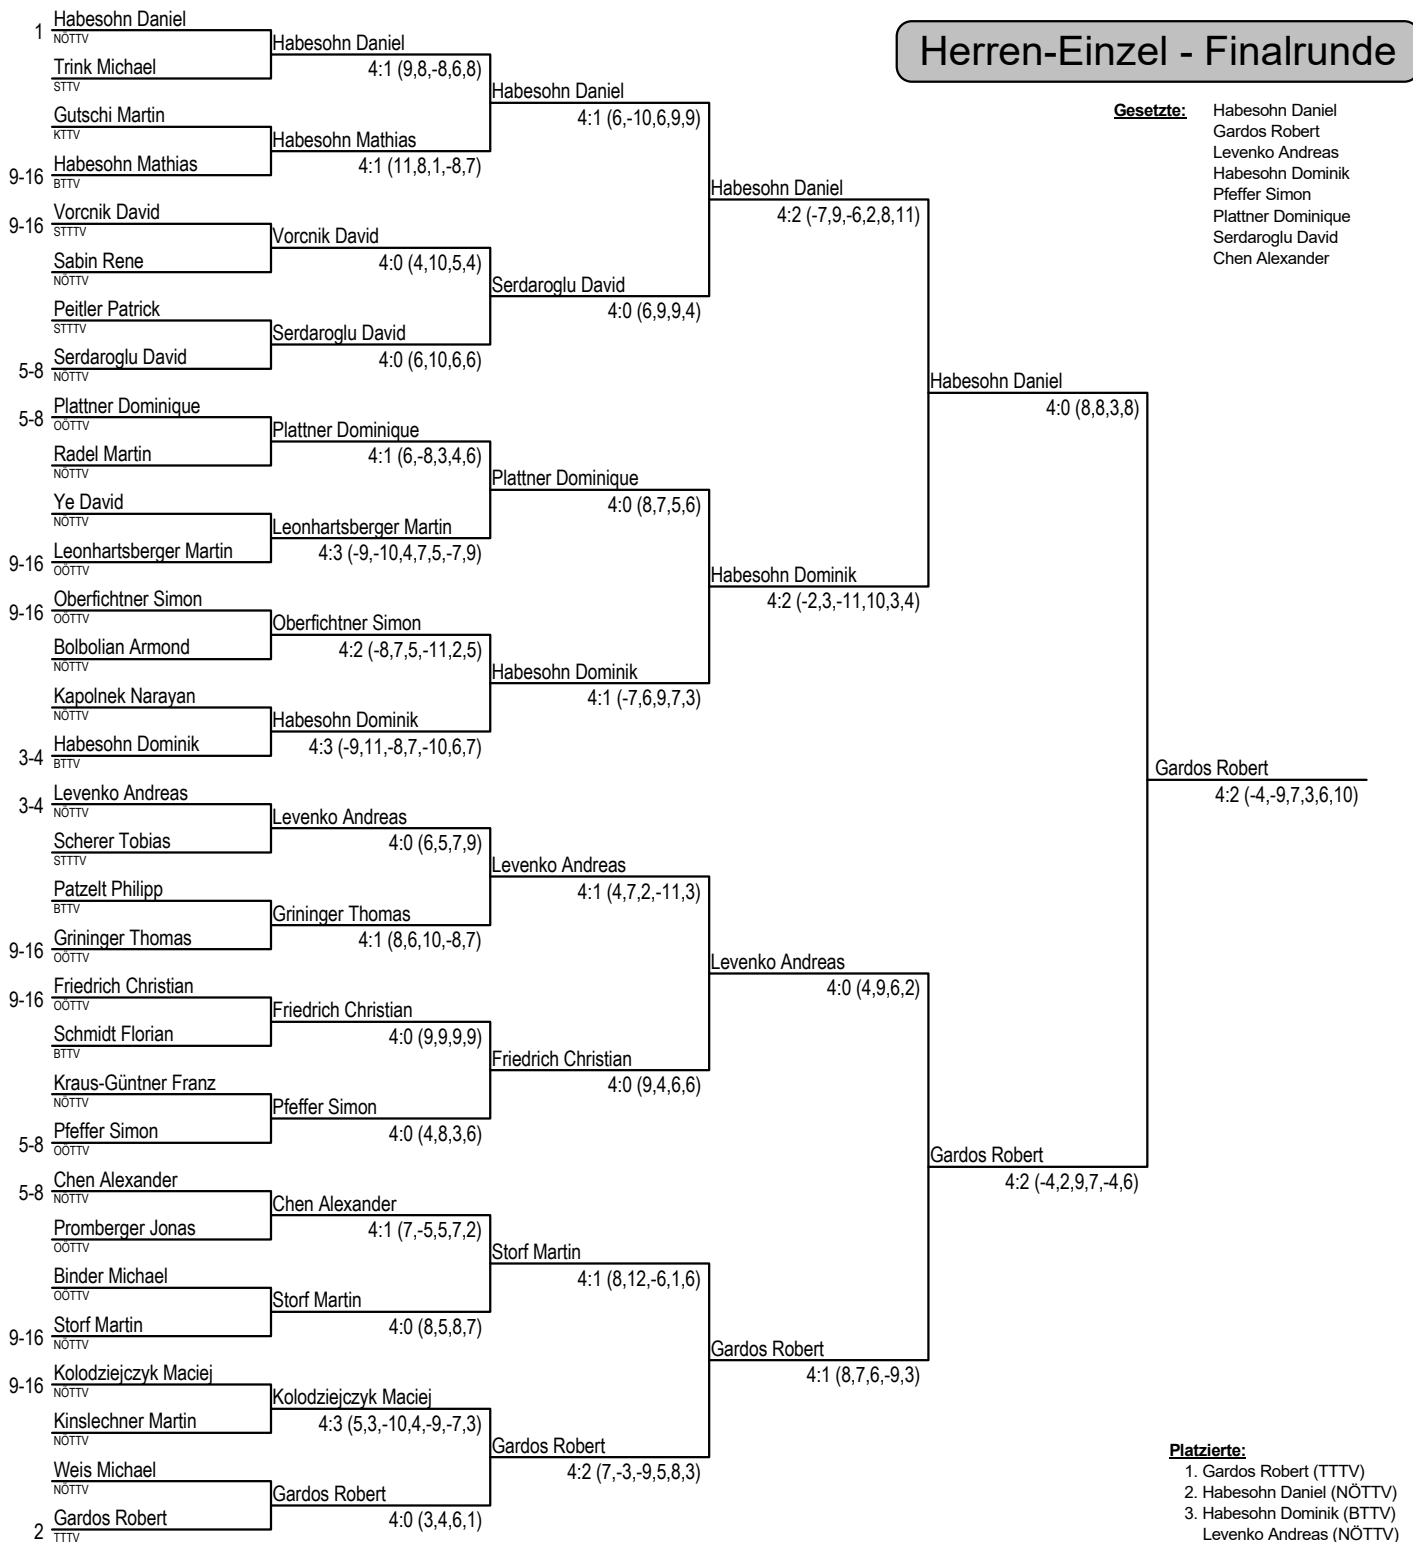 Herren-Einzel - Finalrunde
Gesetzte: Habesohn Daniel
Gardos Robert
Levenko Andreas
Habesohn Dominik
Pfeffer Simon
Plattner Dominique
Serdaroglu David
Chen Alexander
1 Habesohn Daniel
NÖTTV
Trink Michael
STTV
Gutschi Martin
KTTV
9-16 Habesohn Mathias
BTTV
9-16 Vorcnik David
STTTV
Sabin Rene
NÖTTV
Peitler Patrick
STTTV
5-8 Serdaroglu David
NÖTTV
5-8 Plattner Dominique
OÖTTV
Radel Martin
NÖTTV
Ye David
NÖTTV
9-16 Leonhartsberger Martin
OÖTTV
9-16 Oberfichtner Simon
OÖTTV
Bolbolian Armond
NÖTTV
Kapolnek Narayan
NÖTTV
3-4 Habesohn Dominik
BTTV
3-4 Levenko Andreas
NÖTTV
Scherer Tobias
STTTV
Patzelt Philipp
BTTV
9-16 Grininger Thomas
OÖTTV
9-16 Friedrich Christian
OÖTTV
Schmidt Florian
BTTV
Kraus-Güntner Franz
NÖTTV
5-8 Pfeffer Simon
OÖTTV
5-8 Chen Alexander
NÖTTV
Promberger Jonas
OÖTTV
Binder Michael
OÖTTV
9-16 Storf Martin
NÖTTV
9-16 Kolodziejczyk Maciej
NÖTTV
Kinslechner Martin
NÖTTV
Weis Michael
NÖTTV
2 Gardos Robert
TTTV
Habesohn Daniel
4:1 (9,8,-8,6,8)
Habesohn Mathias
4:1 (11,8,1,-8,7)
Vorcnik David
4:0 (4,10,5,4)
Serdaroglu David
4:0 (6,10,6,6)
Plattner Dominique
4:1 (6,-8,3,4,6)
Leonhartsberger Martin
4:3 (-9,-10,4,7,5,-7,9)
Oberfichtner Simon
4:2 (-8,7,5,-11,2,5)
Habesohn Dominik
4:3 (-9,11,-8,7,-10,6,7)
Levenko Andreas
4:0 (6,5,7,9)
Grininger Thomas
4:1 (8,6,10,-8,7)
Friedrich Christian
4:0 (9,9,9,9)
Pfeffer Simon
4:0 (4,8,3,6)
Chen Alexander
4:1 (7,-5,5,7,2)
Storf Martin
4:0 (8,5,8,7)
Kolodziejczyk Maciej
4:3 (5,3,-10,4,-9,-7,3)
Gardos Robert
4:0 (3,4,6,1)
Habesohn Daniel
4:1 (6,-10,6,9,9)
Serdaroglu David
4:0 (6,9,9,4)
Plattner Dominique
4:0 (8,7,5,6)
Habesohn Dominik
4:1 (-7,6,9,7,3)
Levenko Andreas
4:1 (4,7,2,-11,3)
Friedrich Christian
4:0 (9,4,6,6)
Storf Martin
4:1 (8,12,-6,1,6)
Gardos Robert
4:2 (7,-3,-9,5,8,3)
Habesohn Daniel
4:2 (-7,9,-6,2,8,11)
Habesohn Dominik
4:2 (-2,3,-11,10,3,4)
Levenko Andreas
4:0 (4,9,6,2)
Gardos Robert
4:1 (8,7,6,-9,3)
Habesohn Daniel
4:0 (8,8,3,8)
Gardos Robert
4:2 (-4,2,9,7,-4,6)
Gardos Robert
4:2 (-4,-9,7,3,6,10)
Platzierte:
1. Gardos Robert (TTTV)
2. Habesohn Daniel (NÖTTV)
3. Habesohn Dominik (BTTV)
Levenko Andreas (NÖTTV)